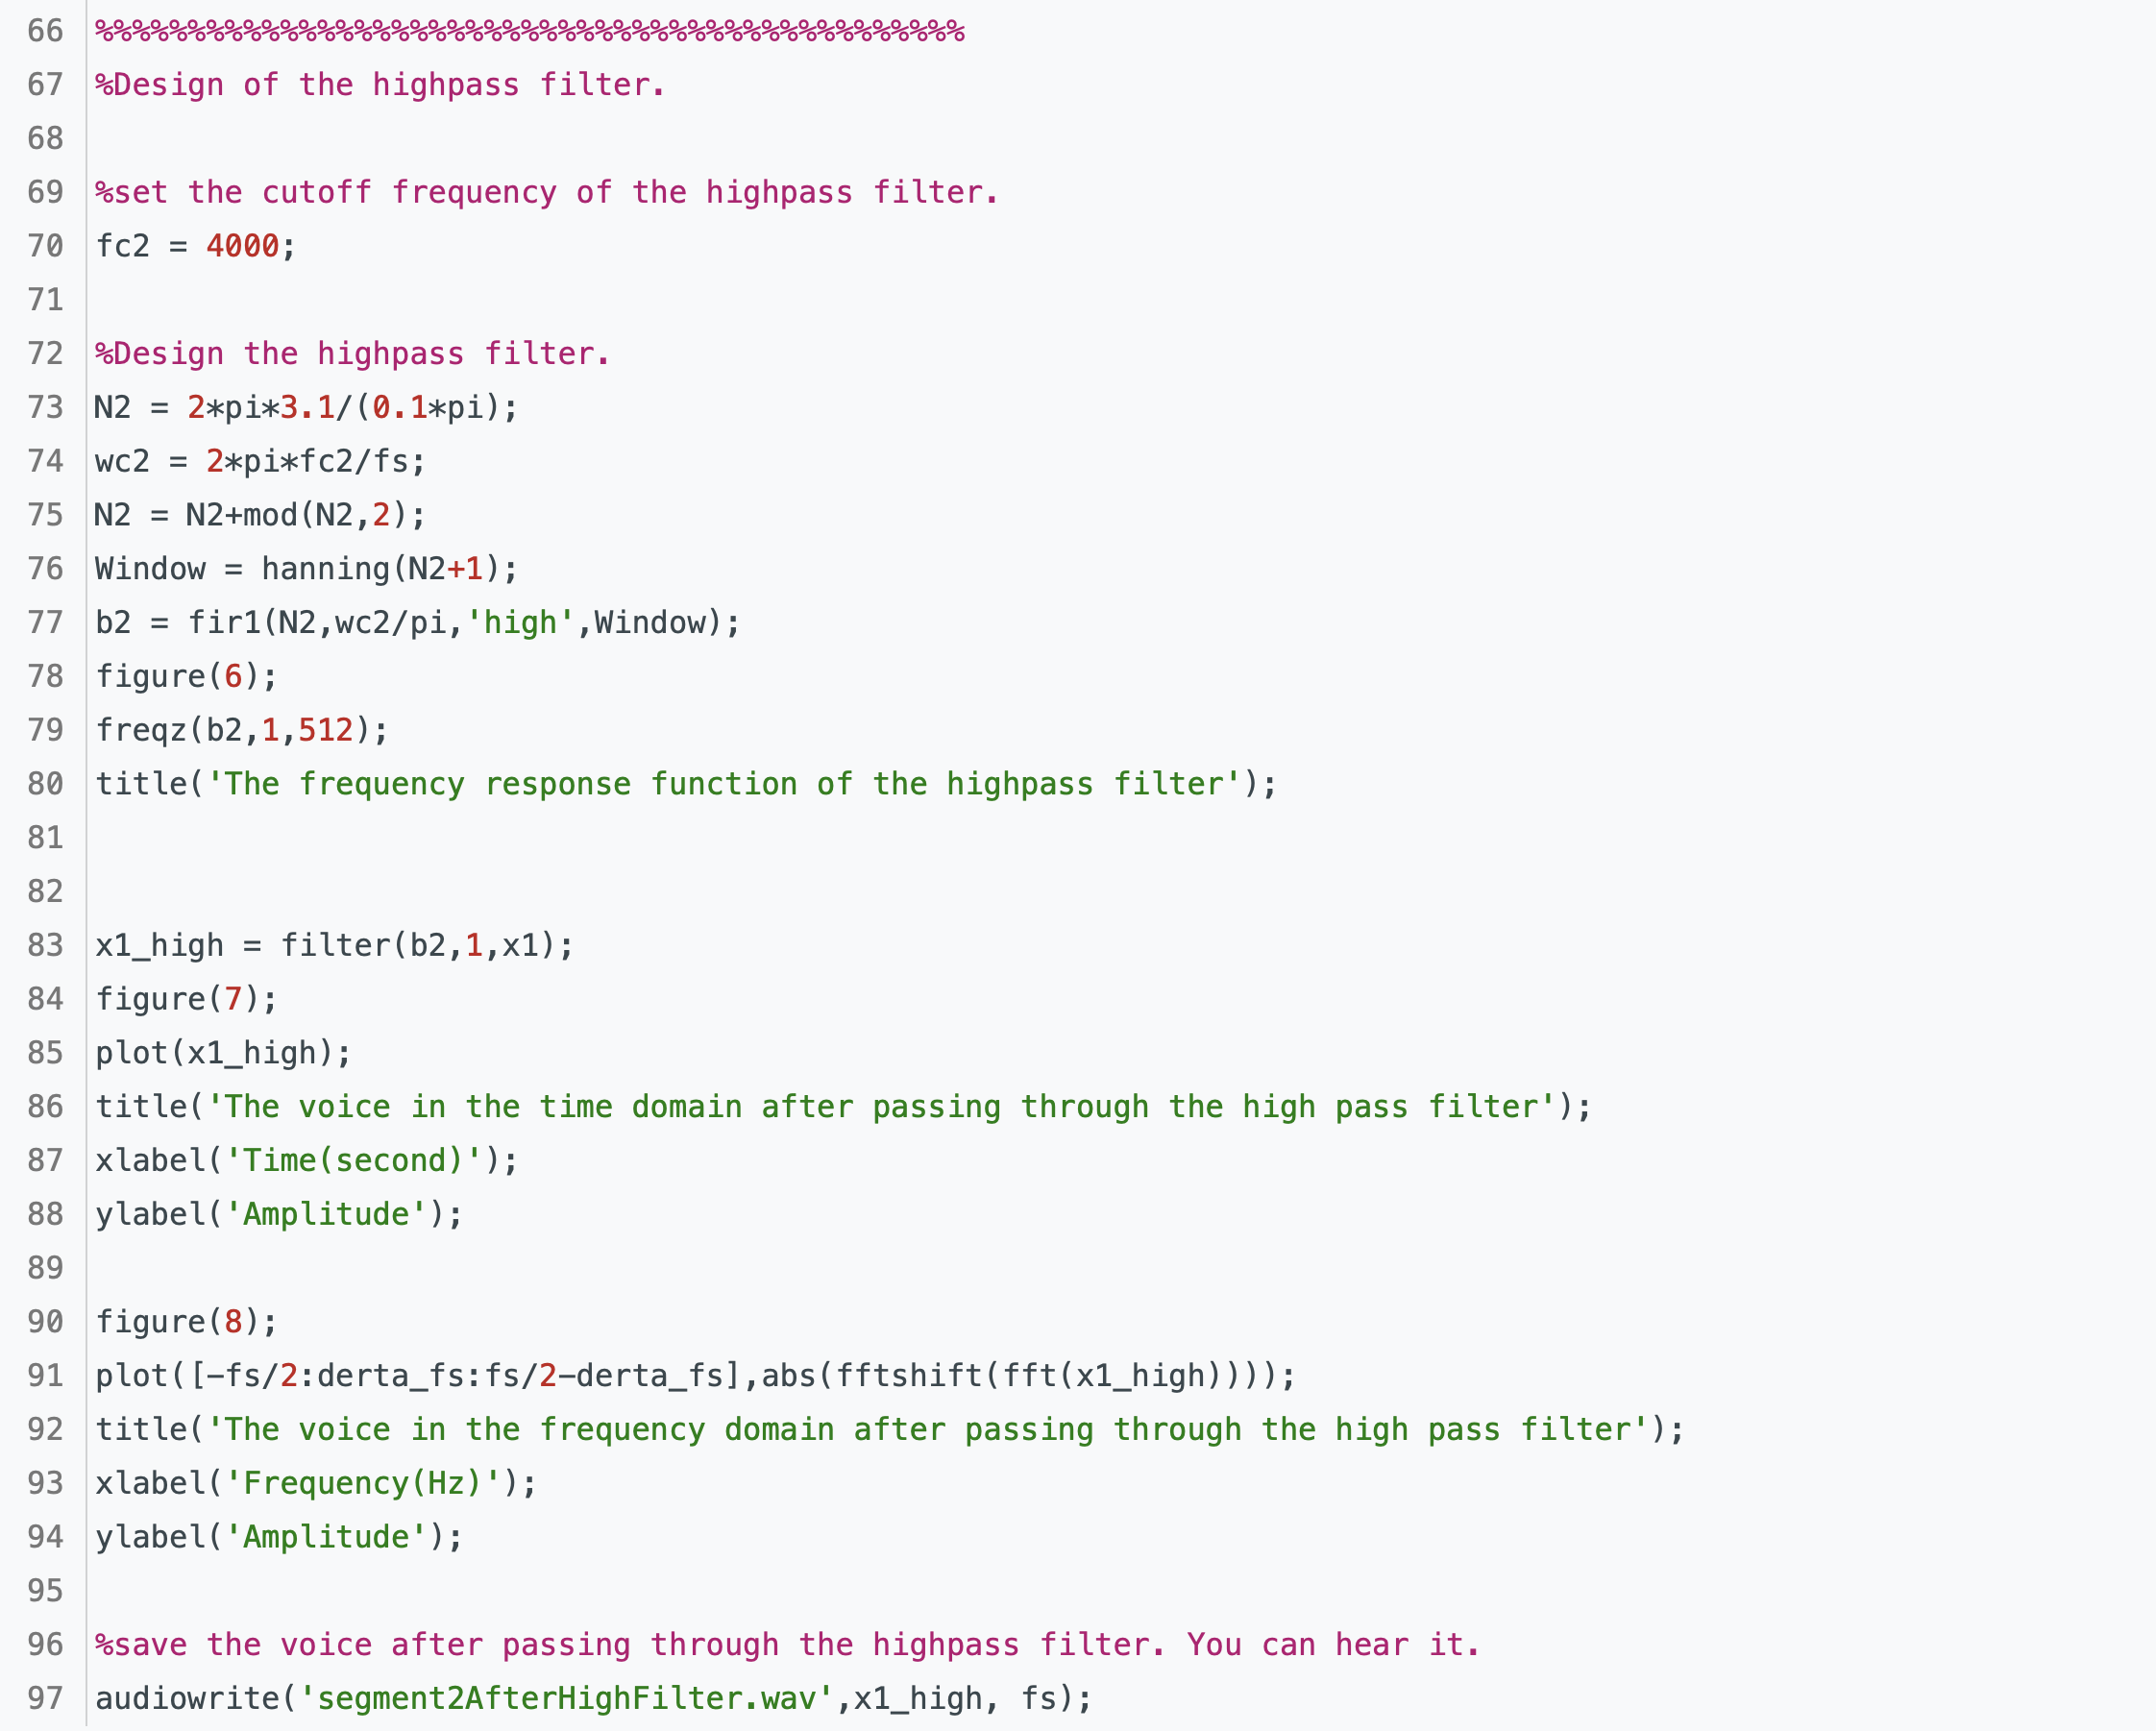 66 %%%%%%%%%%%%%%%%%%%%%%%%%%%%%%%%%%%%%%%%%%%%%%%
67 %Design of the highpass filter.
68
69 %set the cutoff frequency of the highpass filter.
70 fc2 = 4000;
71
72 %Design the highpass filter.
73 N2 = 2*pi*3.1/(0.1*pi);
74 wc2 = 2*pi*fc2/fs;
75 N2 = N2+mod(N2,2);
76 Window = hanning(N2+1);
77 b2 = fir1(N2,wc2/pi,'high',Window);
78 figure(6);
79 freqz(b2,1,512);
80 title('The frequency response function of the highpass filter');
81
82
83 x1_high = filter(b2,1,x1);
84 figure(7);
85 plot(x1_high);
86 title('The voice in the time domain after passing through the high pass filter');
87 xlabel('Time(second)');
88 ylabel('Amplitude');
89
90 figure(8);
91 plot([-fs/2:derta_fs:fs/2-derta_fs],abs(fftshift(fft(x1_high))));
92 title('The voice in the frequency domain after passing through the high pass filter');
93 xlabel('Frequency(Hz)');
94 ylabel('Amplitude');
95
96 %save the voice after passing through the highpass filter. You can hear it.
97 audiowrite('segment2AfterHighFilter.wav',x1_high, fs);